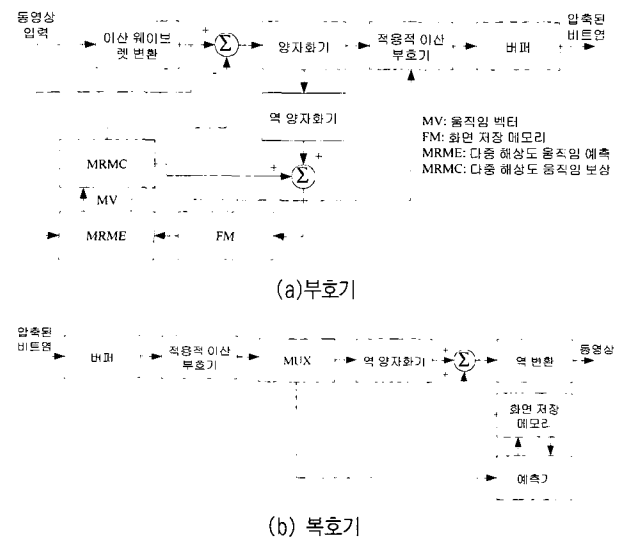 동영상
입력
이산 웨이브
렛 변환
+
Σ
-
양자화기
적응적 이산
부호기
버퍼
압축된
비트열
역 양자화기
MV: 움직임 벡터
FM: 화면 저장 메모리
MRME: 다중 해상도 움직임 예측
MRMC: 다중 해상도 움직임 보상
MRMC
+
+
Σ
MV
MRME
FM
(a)부호기
압축된
비트열
버퍼
적응적 이산
부호기
MUX
역 양자화기
+
Σ
+
역 변환
동영상
화면 저장
메모리
예측기
(b) 복호기